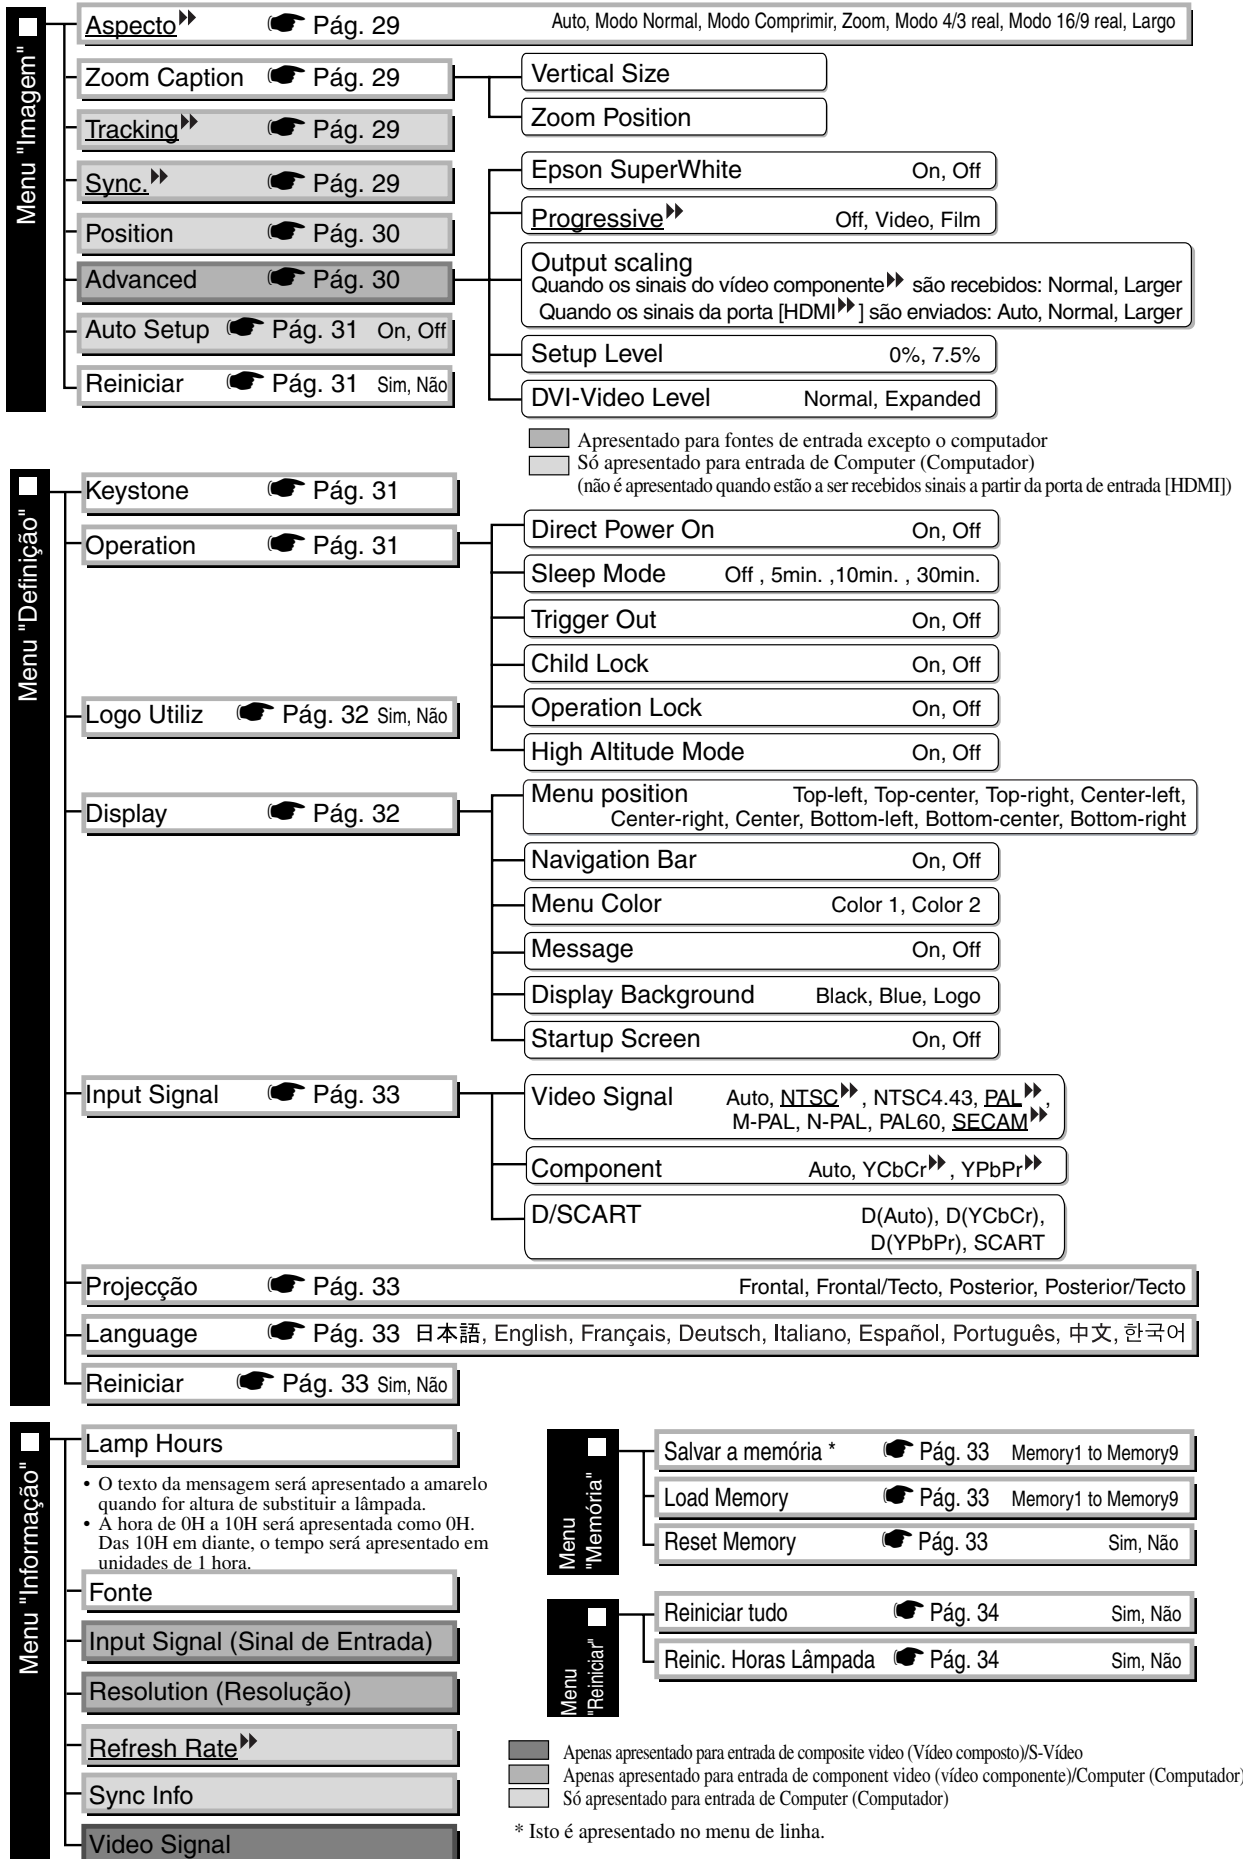 Menu "Imagem"
Aspecto Pág. 29 Auto, Modo Normal, Modo Comprimir, Zoom, Modo 4/3 real, Modo 16/9 real, Largo
Zoom Caption Pág. 29
Vertical Size
Zoom Position
Tracking Pág. 29
Sync. Pág. 29
Position Pág. 30
Advanced Pág. 30
Epson SuperWhite On, Off
Progressive Off, Video, Film
Output scaling
Quando os sinais do vídeo componente são recebidos: Normal, Larger
Quando os sinais da porta [HDMI] são enviados: Auto, Normal, Larger
Setup Level 0%, 7.5%
DVI-Video Level Normal, Expanded
Auto Setup Pág. 31 On, Off
Reiniciar Pág. 31 Sim, Não
Apresentado para fontes de entrada excepto o computador
Só apresentado para entrada de Computer (Computador)
(não é apresentado quando estão a ser recebidos sinais a partir da porta de entrada [HDMI])
Menu "Definição"
Keystone Pág. 31
Operation Pág. 31
Direct Power On On, Off
Sleep Mode Off , 5min. ,10min. , 30min.
Trigger Out On, Off
Child Lock On, Off
Operation Lock On, Off
High Altitude Mode On, Off
Logo Utiliz Pág. 32 Sim, Não
Display Pág. 32
Menu position Top-left, Top-center, Top-right, Center-left,
Center-right, Center, Bottom-left, Bottom-center, Bottom-right
Navigation Bar On, Off
Menu Color Color 1, Color 2
Message On, Off
Display Background Black, Blue, Logo
Startup Screen On, Off
Input Signal Pág. 33
Video Signal Auto, NTSC, NTSC4.43, PAL,
M-PAL, N-PAL, PAL60, SECAM
Component Auto, YCbCr, YPbPr
D/SCART D(Auto), D(YCbCr),
D(YPbPr), SCART
Projecção Pág. 33 Frontal, Frontal/Tecto, Posterior, Posterior/Tecto
Language Pág. 33 日本語, English, Français, Deutsch, Italiano, Español, Português, 中文, 한국어
Reiniciar Pág. 33 Sim, Não
Menu "Informação"
Lamp Hours
• O texto da mensagem será apresentado a amarelo
quando for altura de substituir a lâmpada.
• A hora de 0H a 10H será apresentada como 0H.
Das 10H em diante, o tempo será apresentado em
unidades de 1 hora.
Fonte
Input Signal (Sinal de Entrada)
Resolution (Resolução)
Refresh Rate
Sync Info
Video Signal
Menu
"Memória"
Salvar a memória * Pág. 33 Memory1 to Memory9
Load Memory Pág. 33 Memory1 to Memory9
Reset Memory Pág. 33 Sim, Não
Menu
"Reiniciar"
Reiniciar tudo Pág. 34 Sim, Não
Reinic. Horas Lâmpada Pág. 34 Sim, Não
Apenas apresentado para entrada de composite video (Vídeo composto)/S-Vídeo
Apenas apresentado para entrada de component video (vídeo componente)/Computer (Computador)
Só apresentado para entrada de Computer (Computador)
* Isto é apresentado no menu de linha.